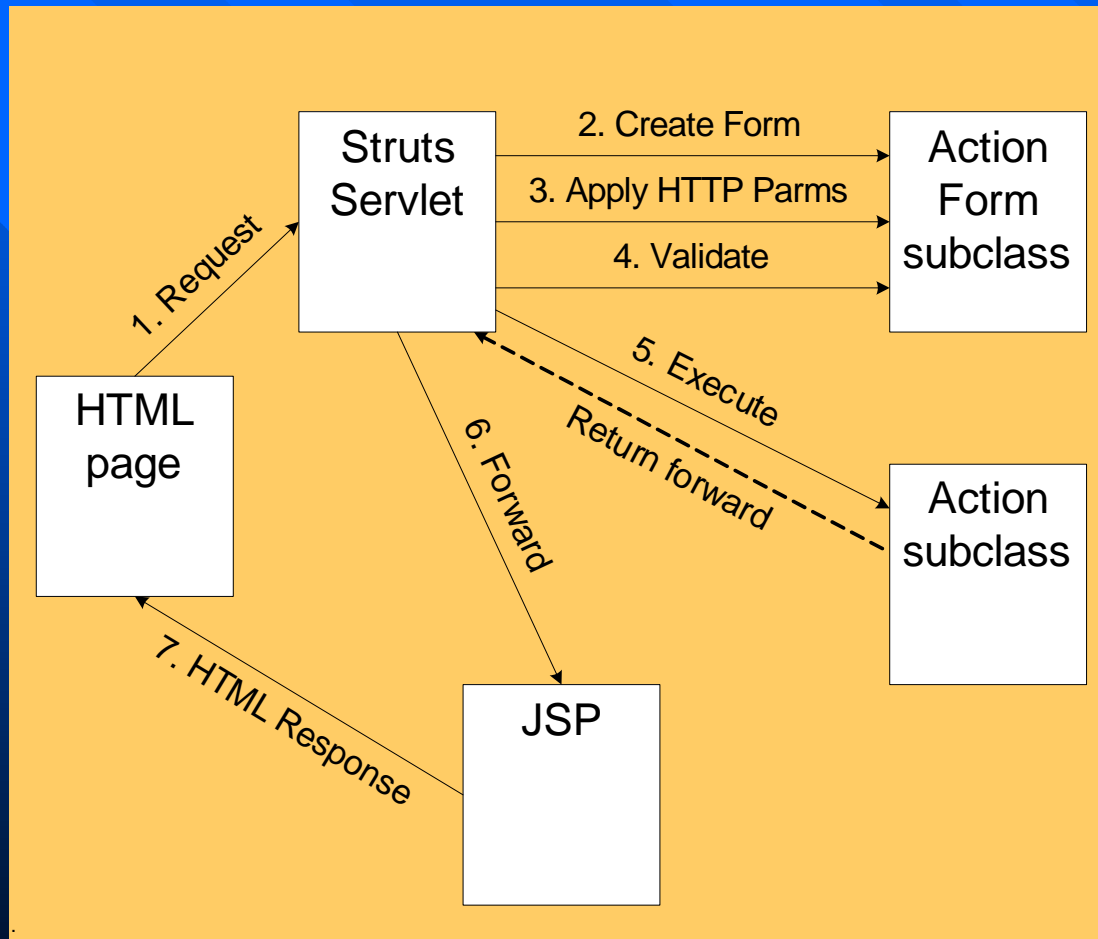 Struts
Servlet
2. Create Form
3. Apply HTTP Parms
4. Validate
Action
Form
subclass
1. Request
5. Execute
Return forward
HTML
page
6. Forward
Action
subclass
7. HTML Response
JSP
.